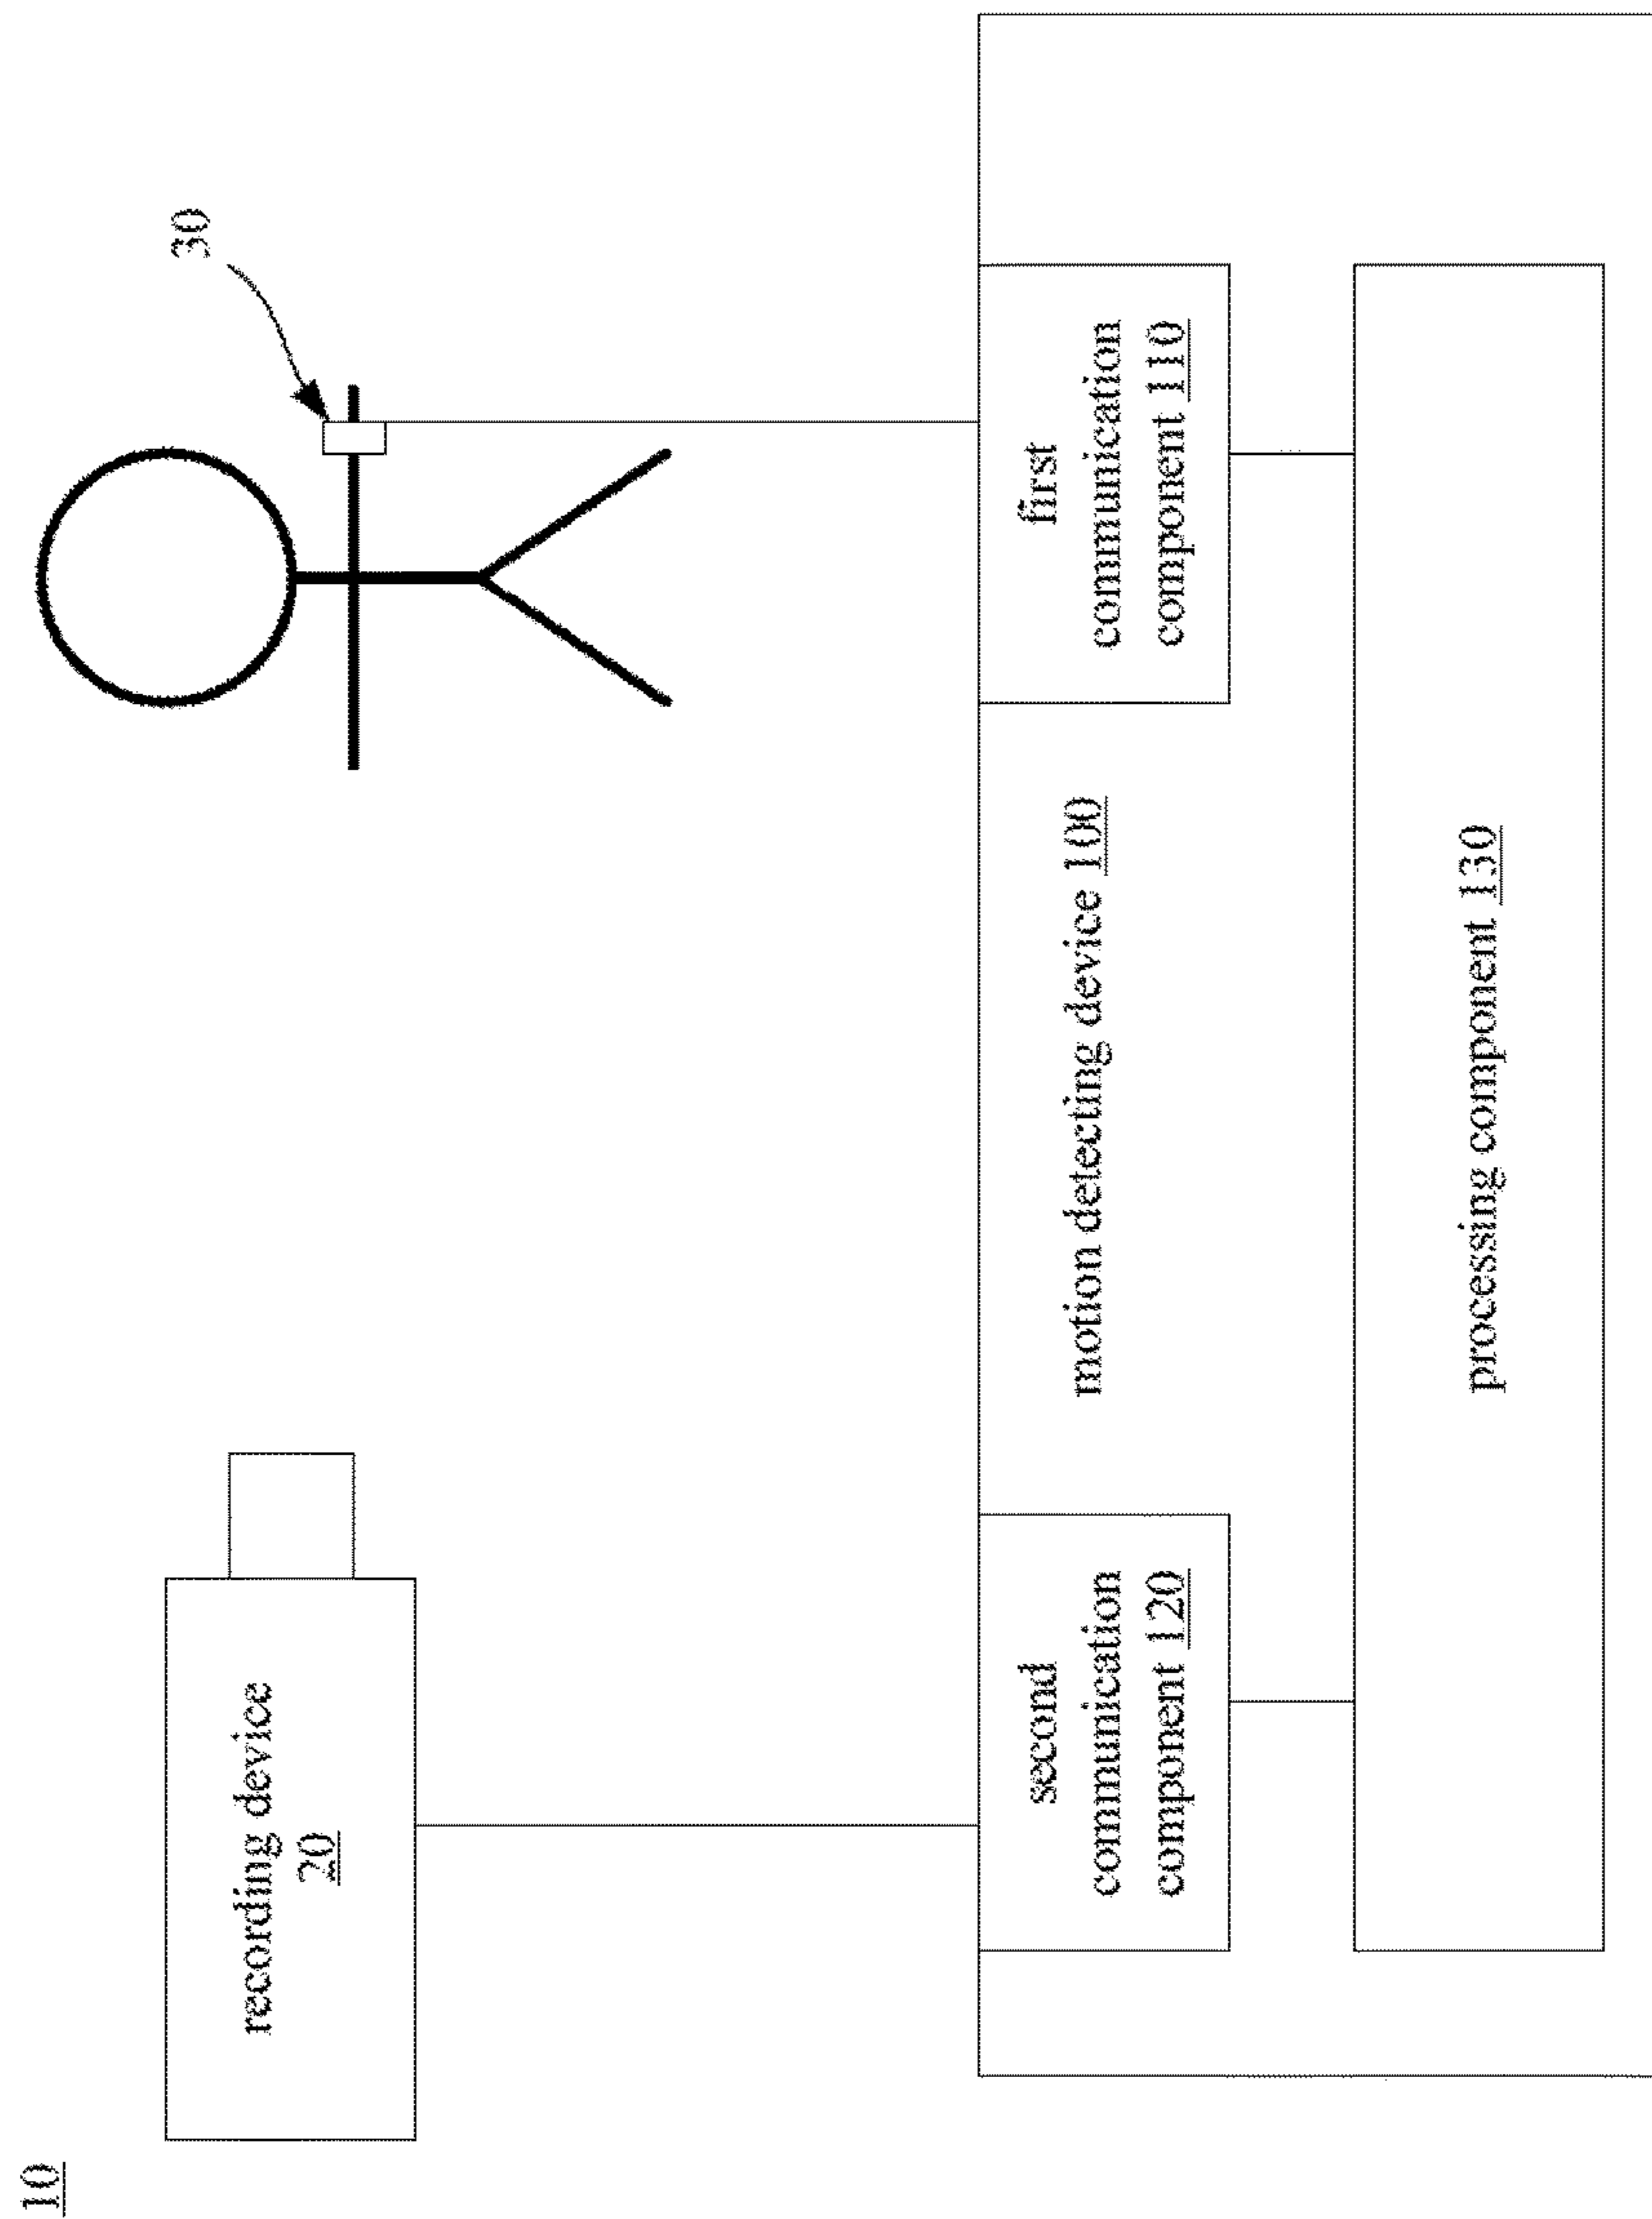 10
recording device
20
30
second
communication
component 120
motion detecting device 100
first
communication
component 110
processing component 130